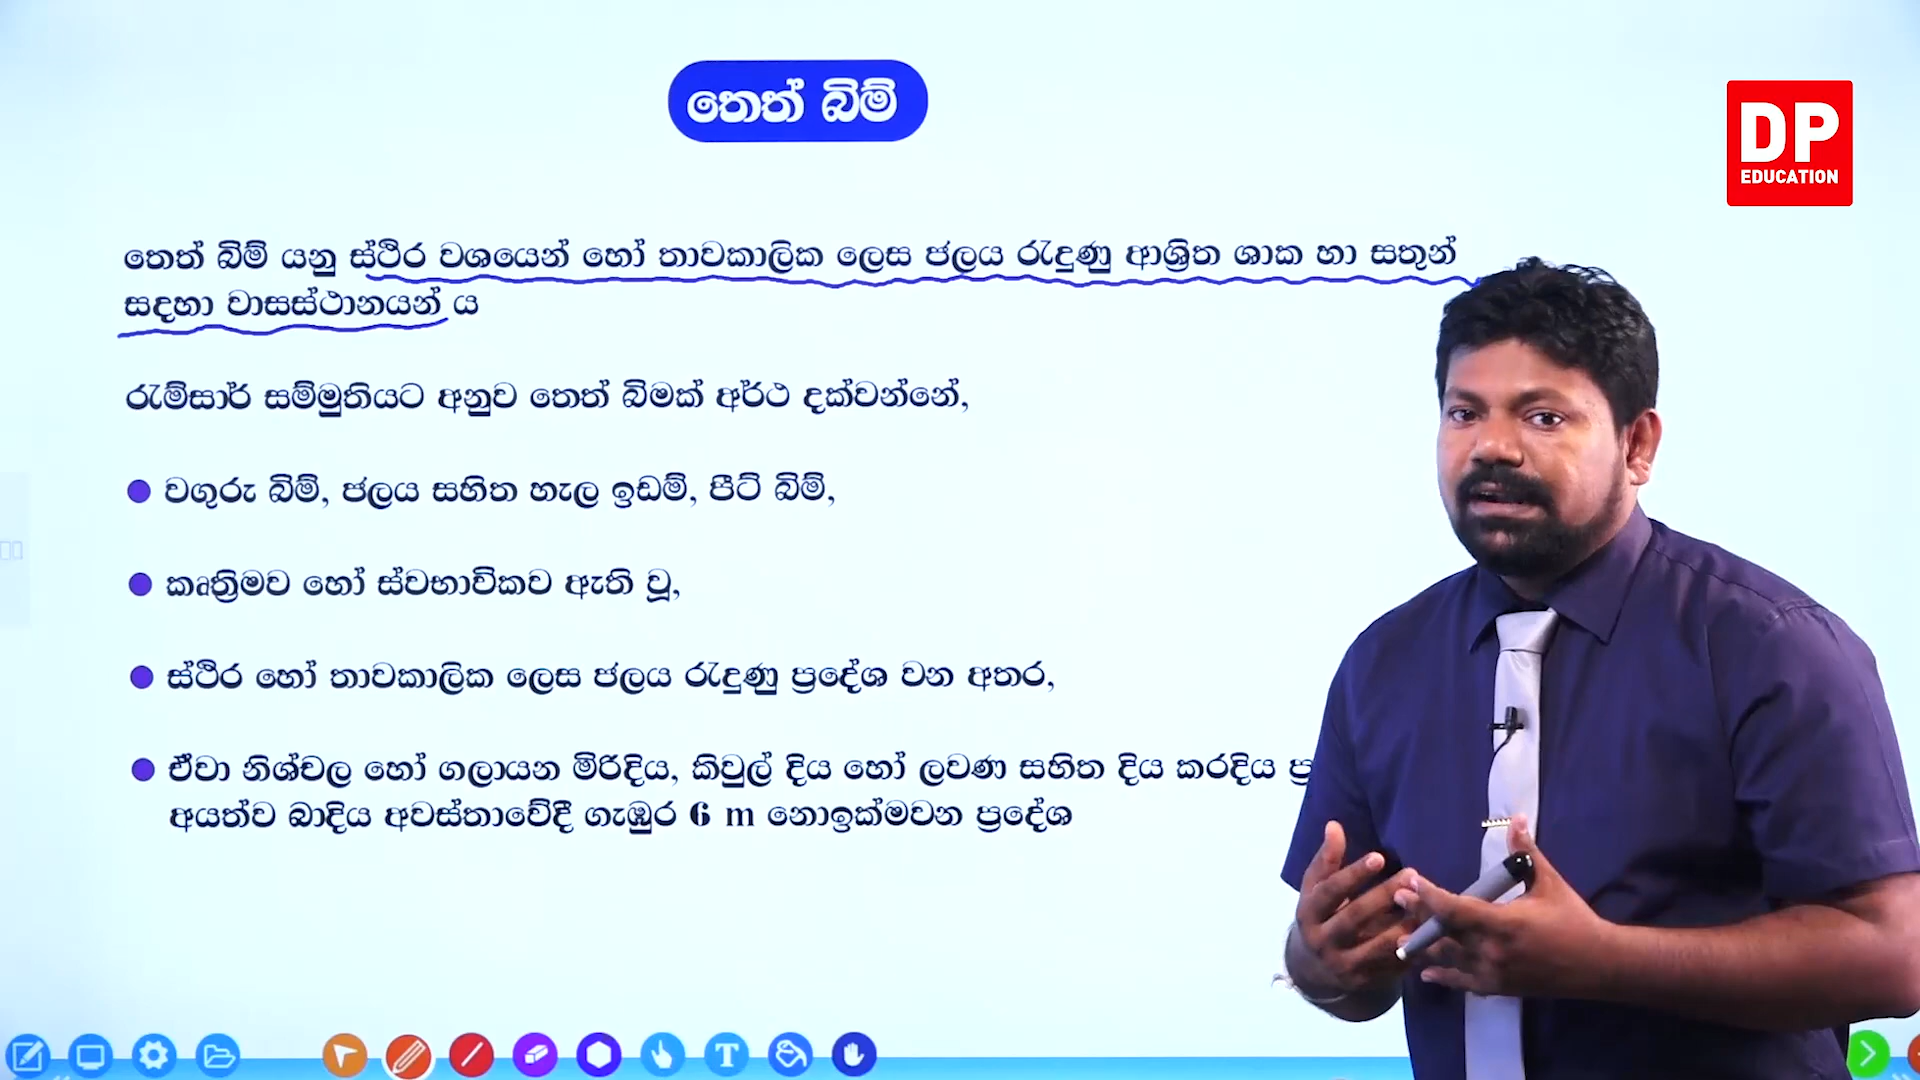 තෙත් බිම්
DP
EDUCATION
තෙත් බිම් යනු ස්ථිර වශයෙන් හෝ තාවකාලික ලෙස ජලය රැඳුණු ආශ්‍රිත ශාක හා සතුන්
සඳහා වාසස්ථානයන් ය
රැම්සාර් සම්මුතියට අනුව තෙත් බිමක් අර්ථ දක්වන්නේ,
වගුරු බිම්, ජලය සහිත හැල ඉඩම්, පීට් බිම්,
කෘත්‍රිමව හෝ ස්වභාවිකව ඇති වූ,
ස්ථිර හෝ තාවකාලික ලෙස ජලය රැඳුණු ප්‍රදේශ වන අතර,
ඒවා නිශ්චල හෝ ගලායන මිරිදිය, කිවුල් දිය හෝ ලවණ සහිත දිය කරදිය
අයත්ව බාදිය අවස්තාවේදී ගැඹුර 6 m නොඉක්මවන ප්‍රදේශ